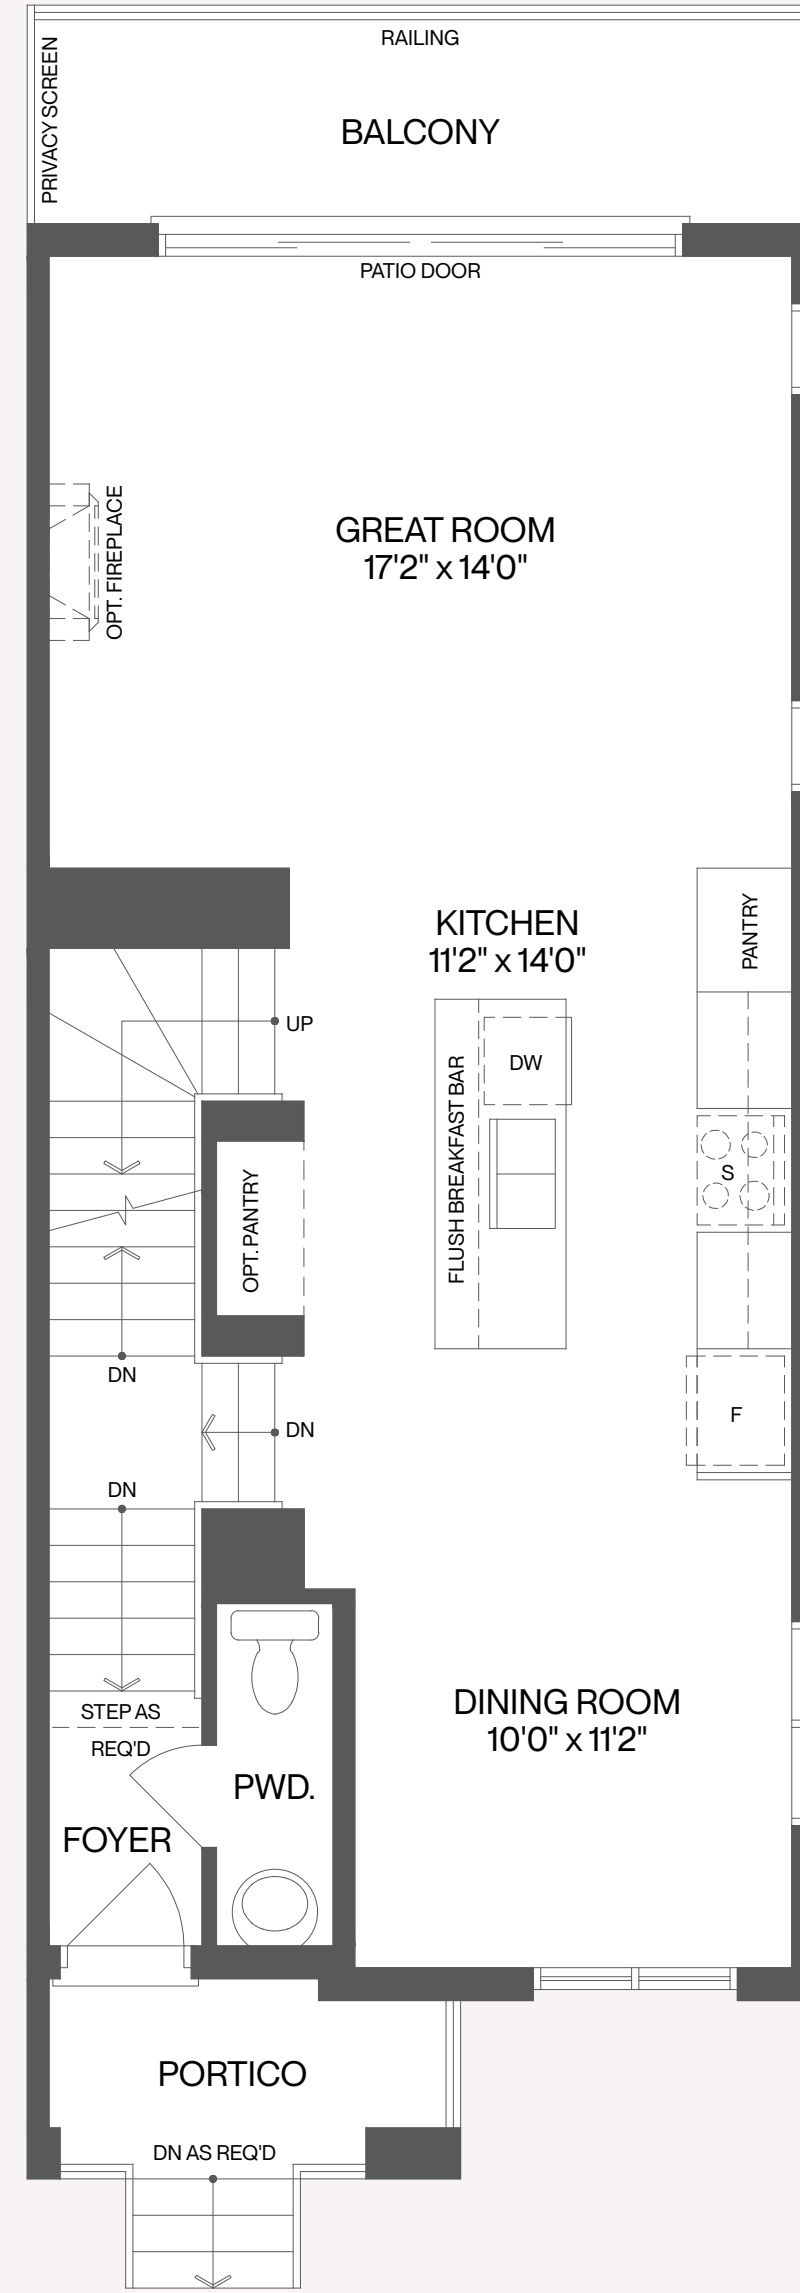 RAILING
PRIVACY SCREEN
BALCONY
PATIO DOOR
OPT. FIREPLACE
GREAT ROOM
17'2" x 14'0"
KITCHEN
11'2" x 14'0"
PANTRY
UP
FLUSH BREAKFAST BAR
DW
S
OPT. PANTRY
DN
DN
F
DN
STEP AS
REQ'D
DINING ROOM
10'0" x 11'2"
PWD.
FOYER
PORTICO
DN AS REQ'D